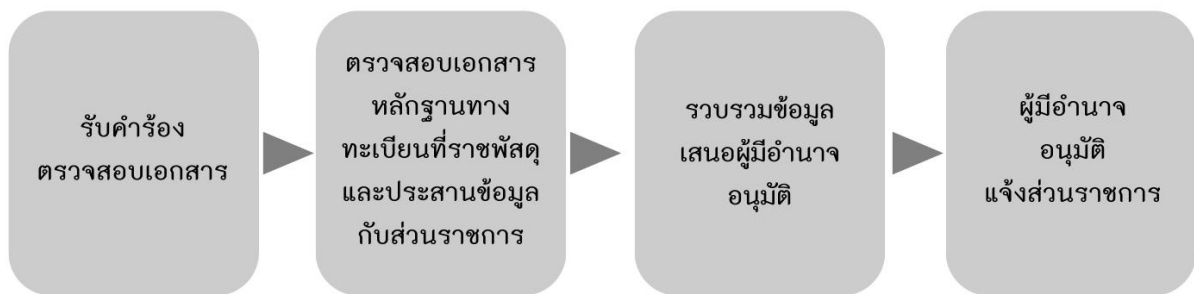 รับคำร้อง
ตรวจสอบเอกสาร
ตรวจสอบเอกสาร
หลักฐานทาง
ทะเบียนที่ราชพัสดุ
และประสานข้อมูล
กับส่วนราชการ
รวบรวมข้อมูล
เสนอผู้มีอำนาจ
อนุมัติ
ผู้มีอำนาจ
อนุมัติ
แจ้งส่วนราชการ